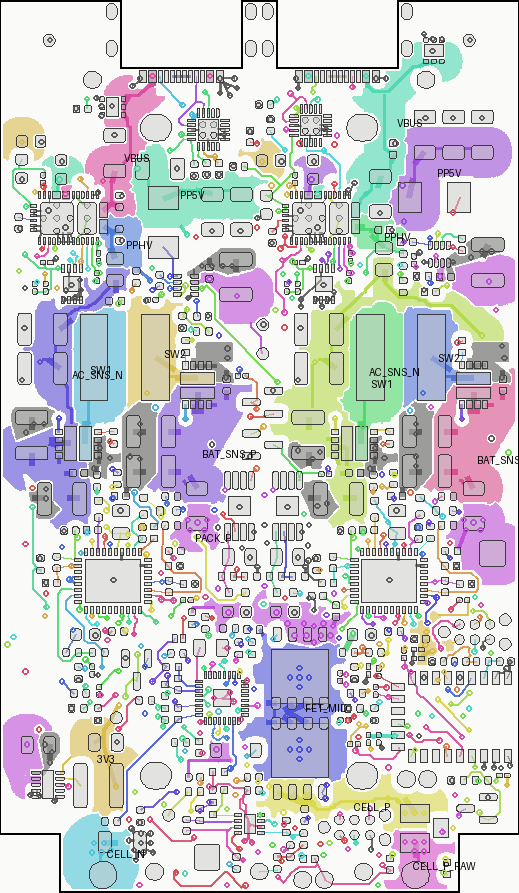 VBUS
VBUS
PP5V
PP5V
PPHV
PPHV
SW2
SW2
SW1
AC_SNS_N
AC_SNS_N
SW1
BAT_SNS_P
BAT_SNS
PACK_P
FET_MID
3V3
CELL_P
CELL_N
CELL_P_RAW